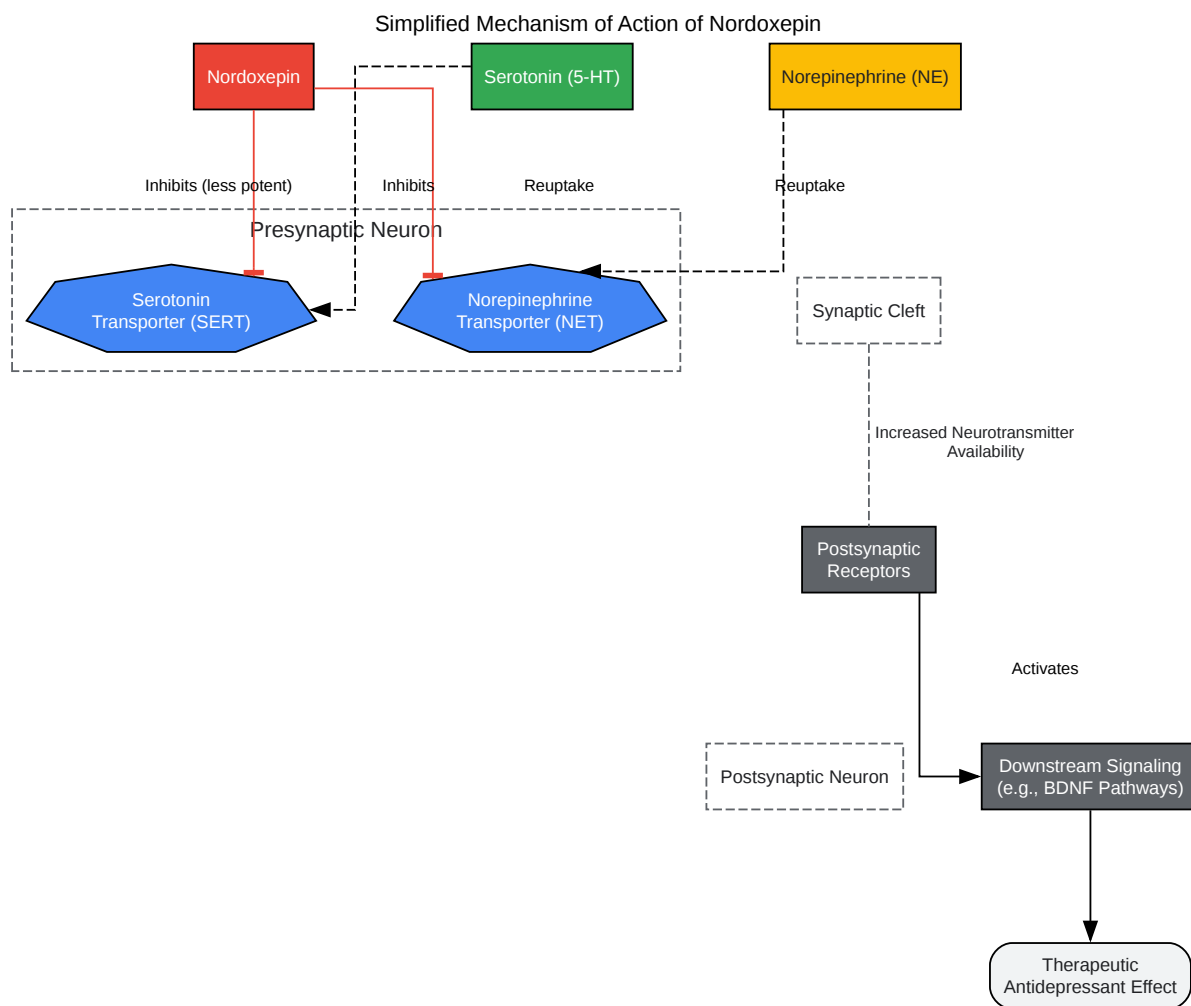 Simplified Mechanism of Action of Nordoxepin
Nordoxepin
Serotonin (5-HT)
Norepinephrine (NE)
Inhibits (less potent)
Inhibits
Reuptake
Reuptake
Presynaptic Neuron
Serotonin
Transporter (SERT)
Norepinephrine
Transporter (NET)
Synaptic Cleft
Increased Neurotransmitter
Availability
Postsynaptic
Receptors
Activates
Postsynaptic Neuron
Downstream Signaling
(e.g., BDNF Pathways)
Therapeutic
Antidepressant Effect